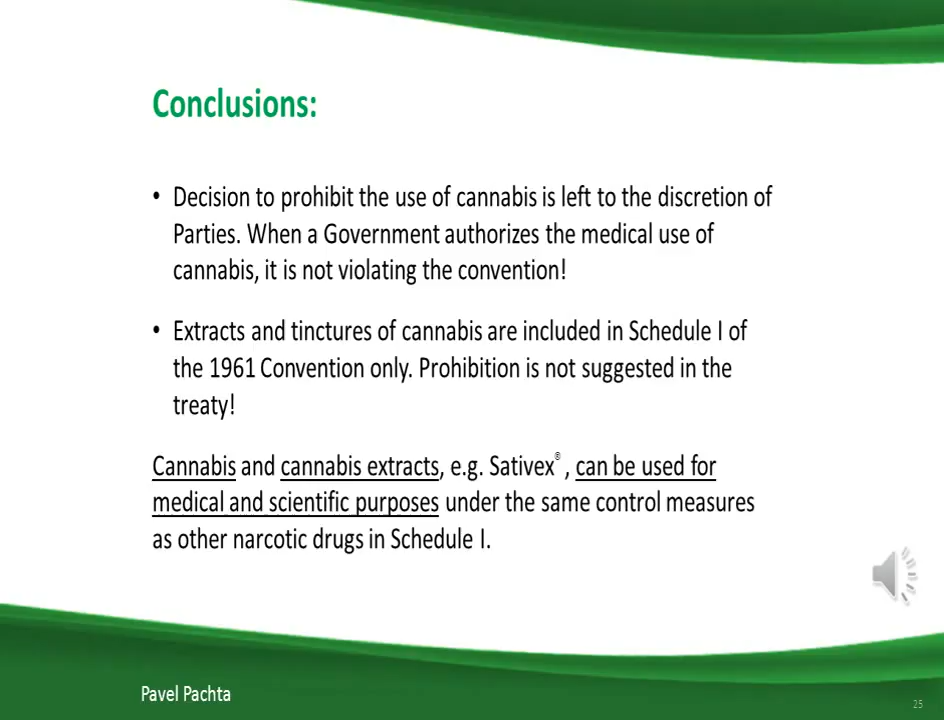 Conclusions:
• Decision to prohibit the use of cannabis is left to the discretion of
Parties. When a Government authorizes the medical use of
cannabis, it is not violating the convention!
• Extracts and tinctures of cannabis are included in Schedule I of
the 1961 Convention only. Prohibition is not suggested in the
treaty!
Cannabis and cannabis extracts, e.g. Sativex® , can be used for
medical and scientific purposes under the same control measures
as other narcotic drugs in Schedule I.
Pavel Pachta
25